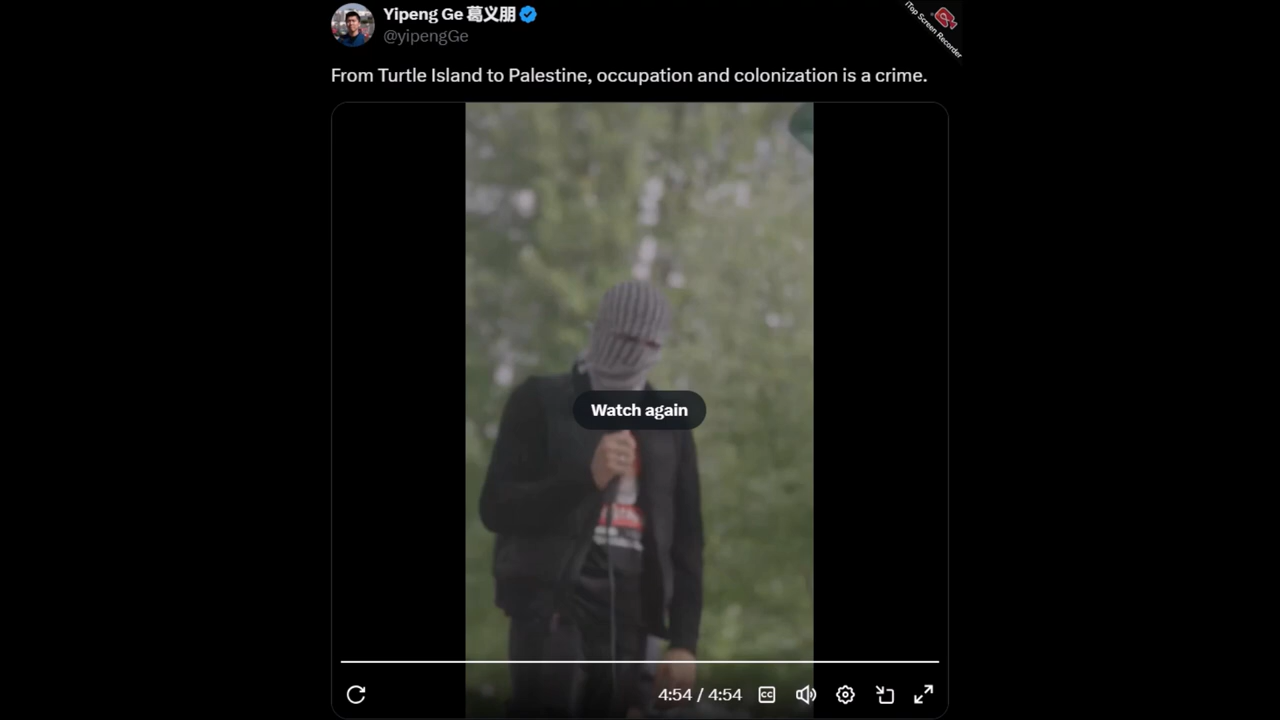 Yipeng Ge 葛义朋
@yipengGe
iTop Screen Recorder
From Turtle Island to Palestine, occupation and colonization is a crime.
Watch again
4:54 / 4:54
CC